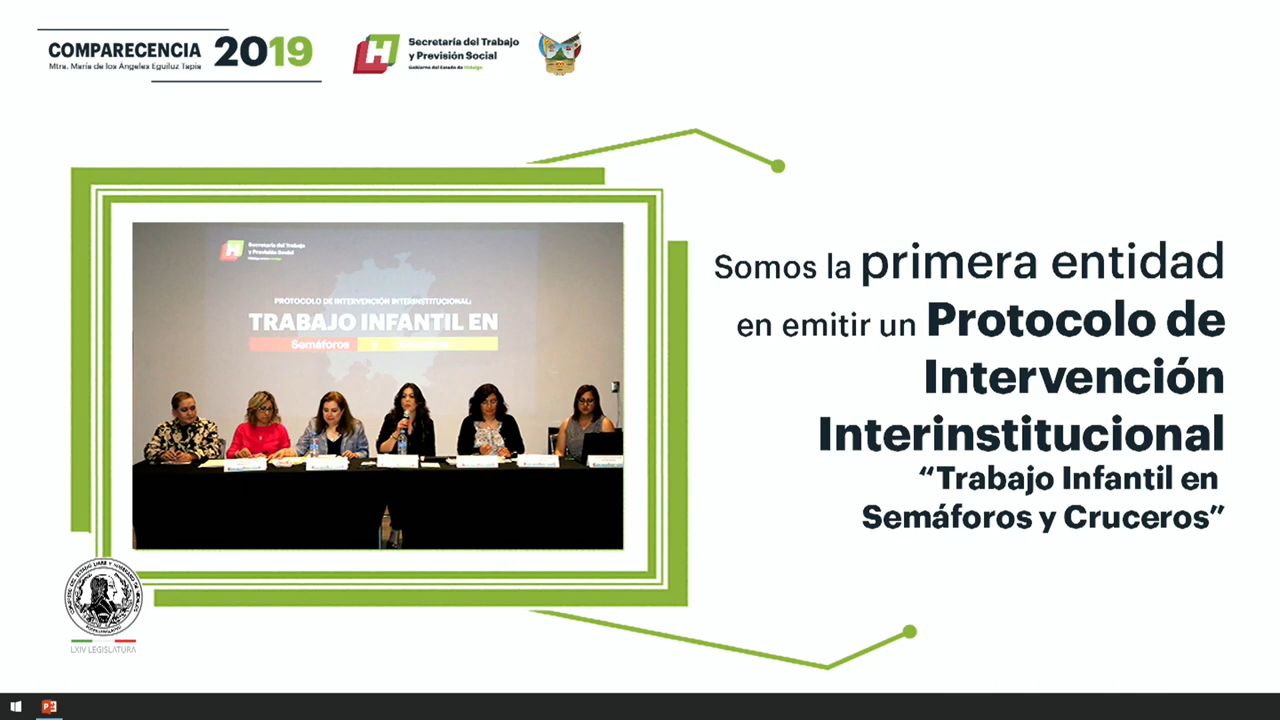 COMPARECENCIA 2019
Mtra. María de los Ángeles Eguiluz Tapia
Secretaría del Trabajo
y Previsión Social
Gobierno del Estado de Hidalgo
H
Secretaría del Trabajo
y Previsión Social
PROTOCOLO DE INTERVENCIÓN INTERINSTITUCIONAL:
TRABAJO INFANTIL EN
Semáforos y Cruceros
Somos la primera entidad
en emitir un Protocolo de
Intervención
Interinstitucional
“Trabajo Infantil en
Semáforos y Cruceros”
LXIV LEGISLATURA